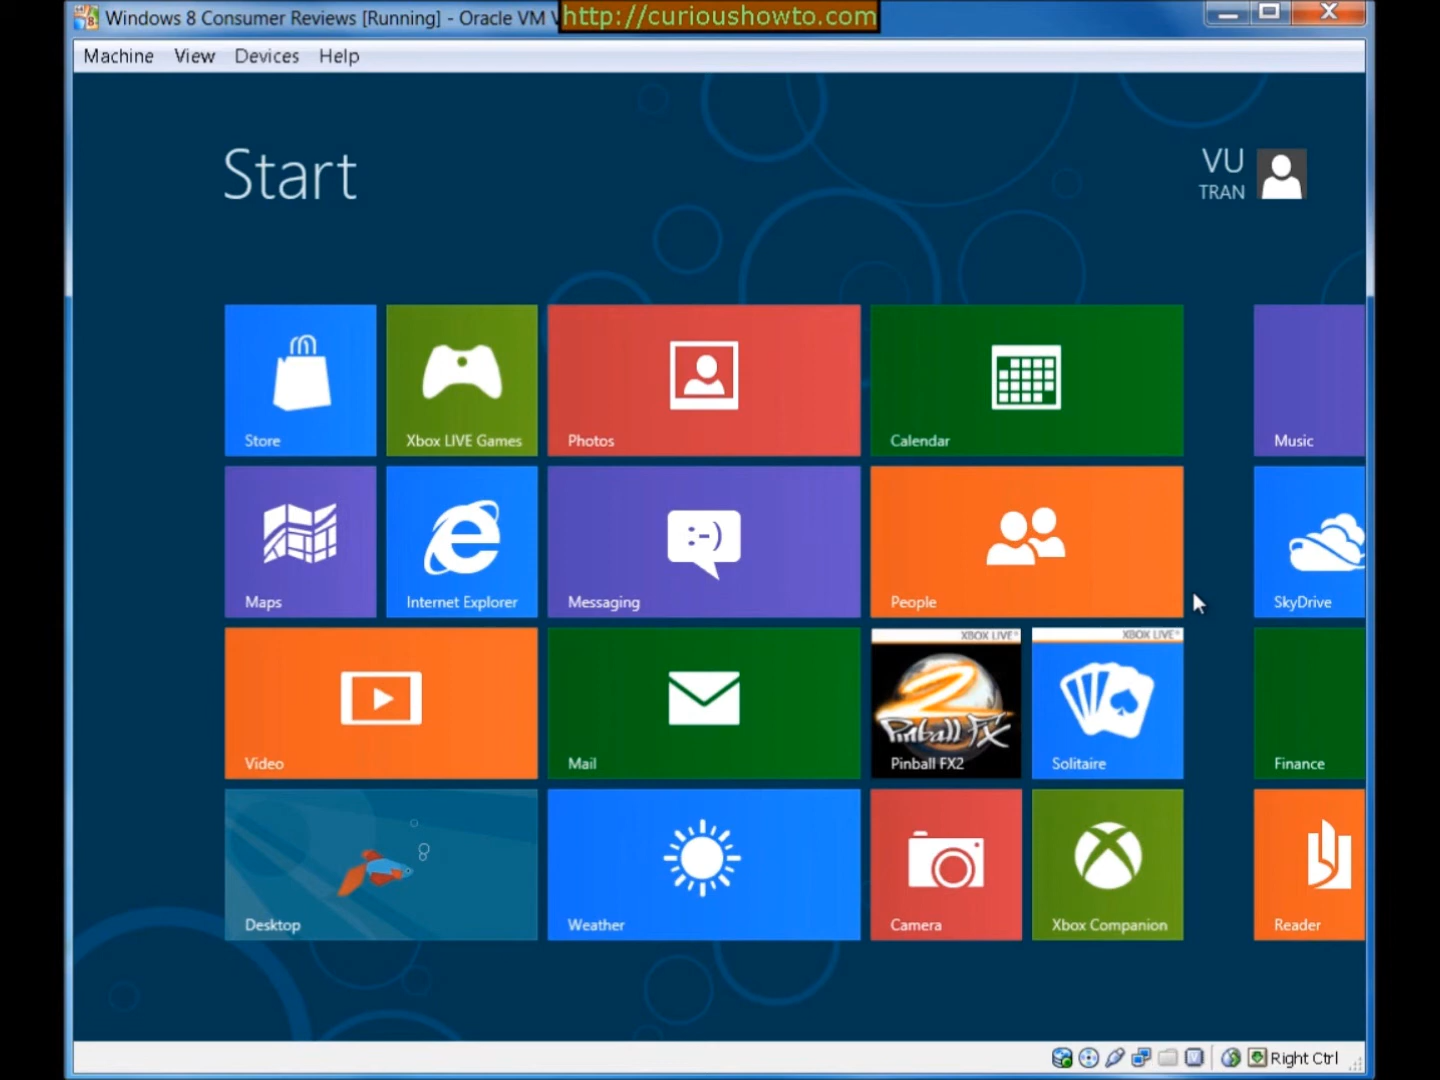 Windows 8 Consumer Reviews [Running] - Oracle VM V
http://curioushowto.com
Machine View Devices Help
Start
VU
TRAN
Store
Xbox LIVE Games
Photos
Calendar
Music
Maps
Internet Explorer
:-)
Messaging
People
SkyDrive
Video
Mail
XBOX LIVE
2
Pinball FX
Pinball FX2
XBOX LIVE
Solitaire
Finance
Desktop
Weather
Camera
Xbox Companion
Reader
Right Ctrl